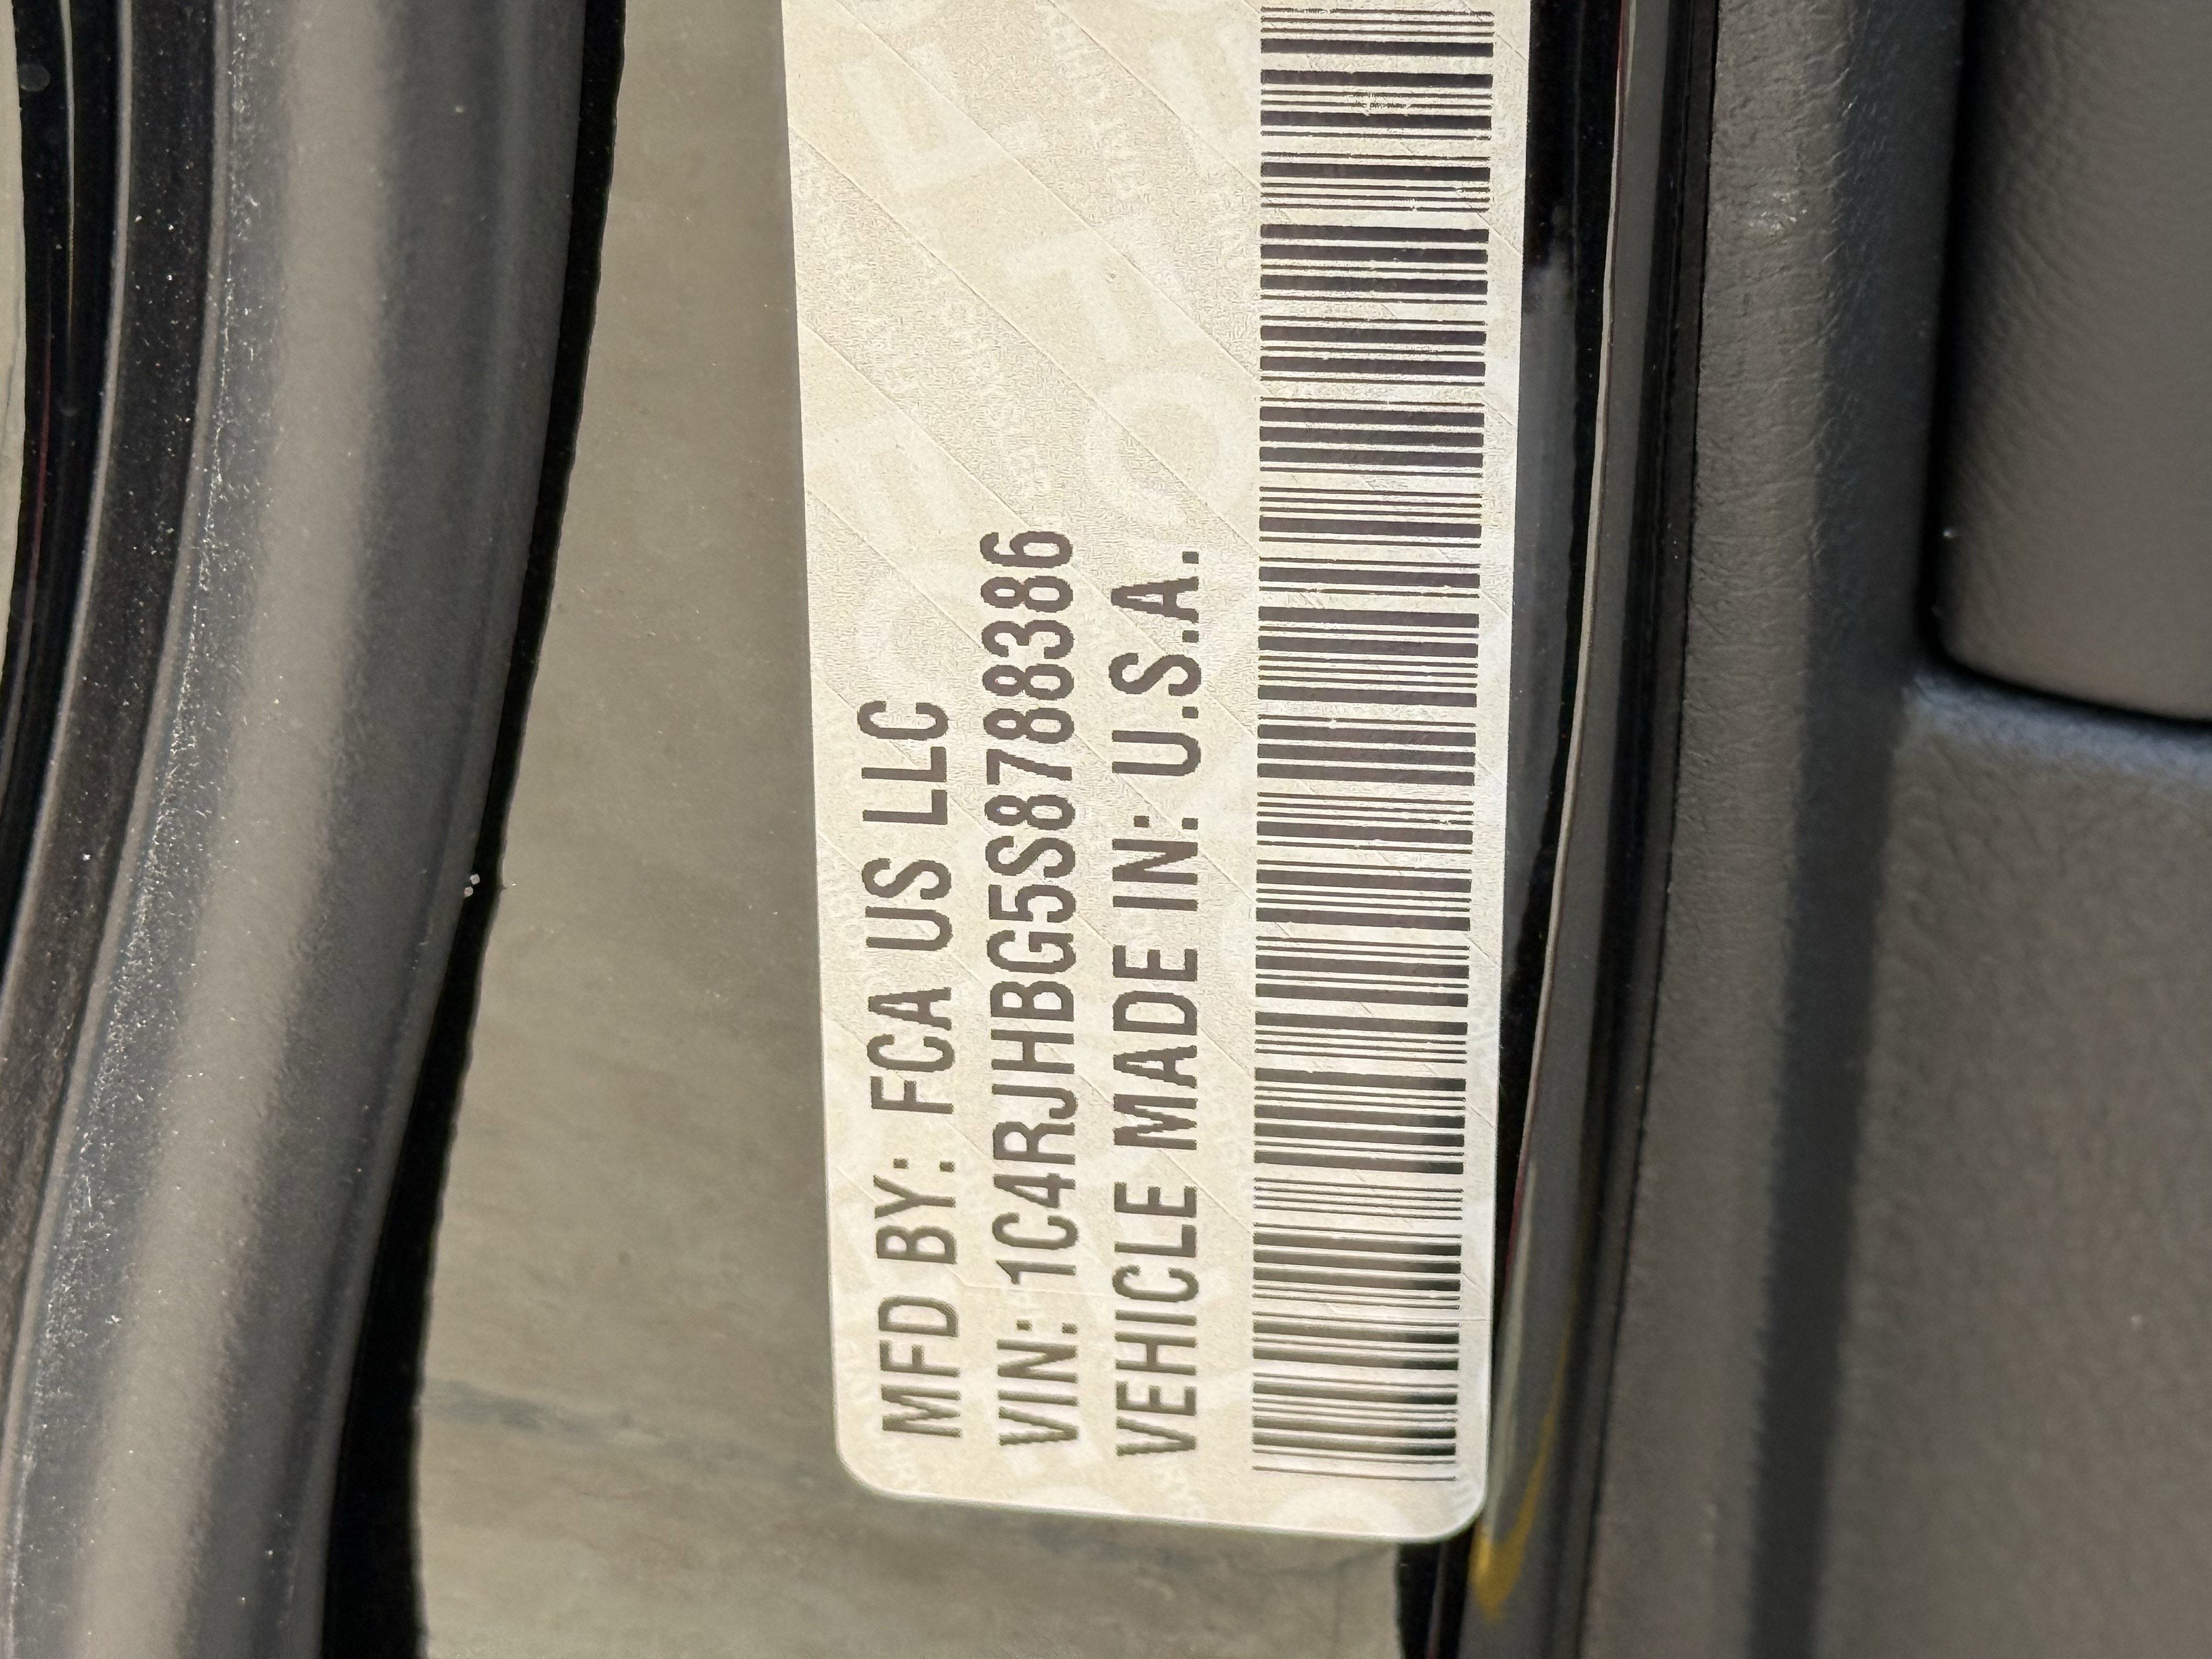 MFD BY: FCA US LLC
VIN: 1C4RJHBG5S8788386
VEHICLE MADE IN: U.S.A.